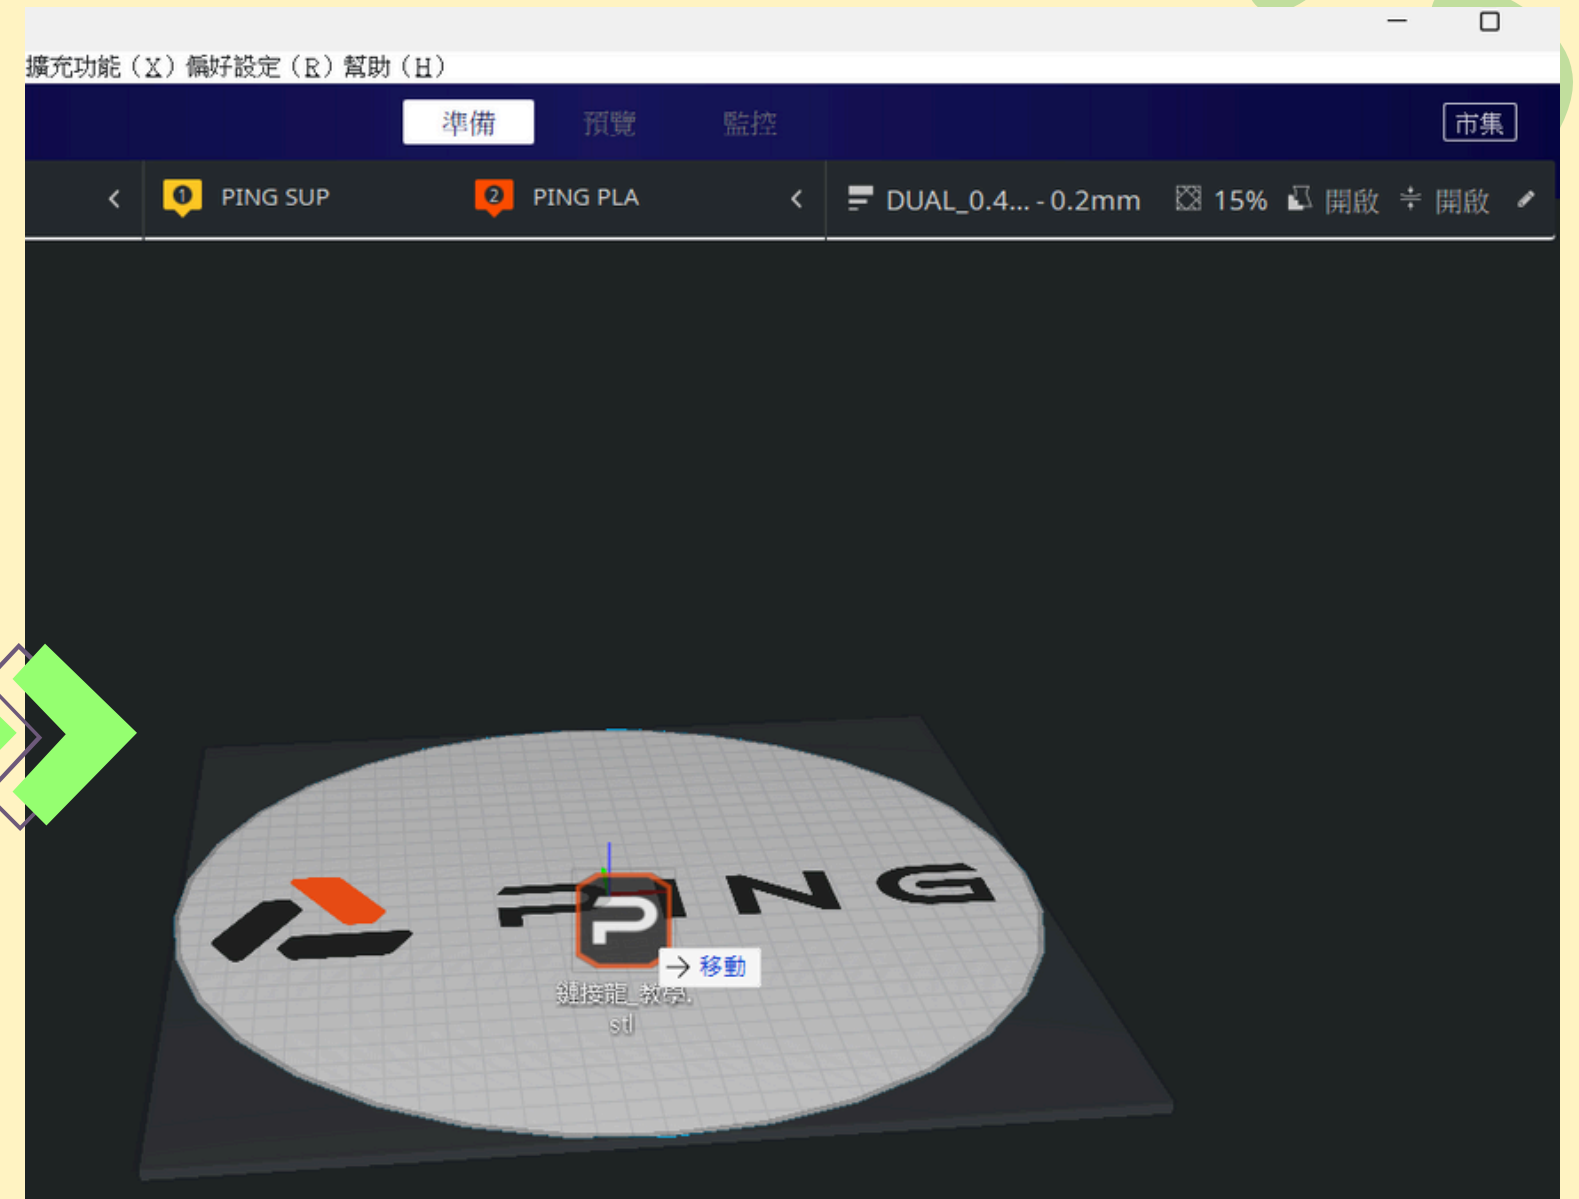 擴充功能（X）偏好設定（R）幫助（H）
準備 預覽 監控 市集
1 PING SUP 2 PING PLA DUAL_0.4... - 0.2mm 15% 開啟 開啟
PING
P
移動
鏈接龍_教學.
stl